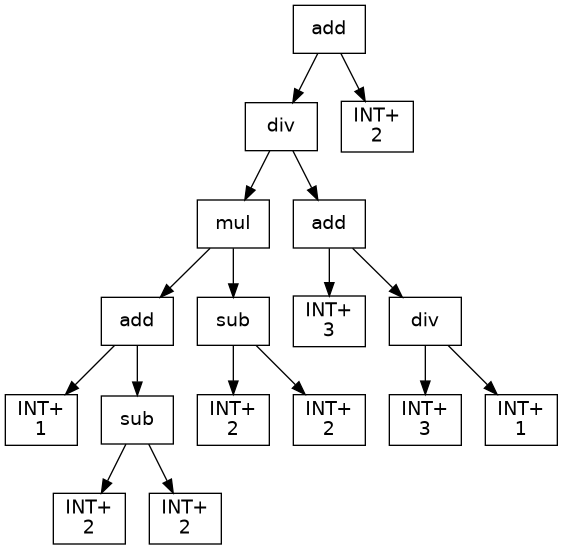 add
div
INT+
2
mul
add
add
sub
INT+
3
div
INT+
1
sub
INT+
2
INT+
2
INT+
3
INT+
1
INT+
2
INT+
2